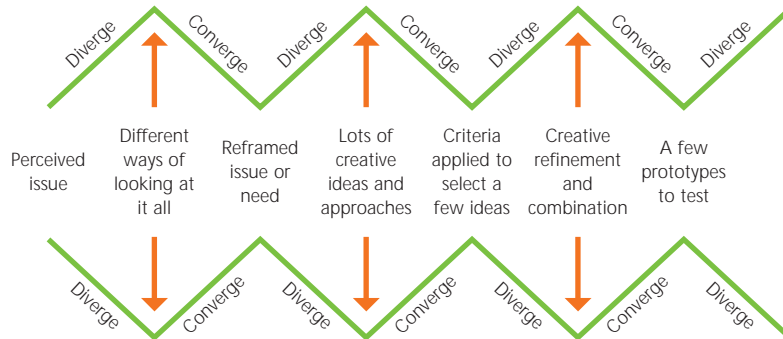 Diverge
Converge
Diverge
Converge
Diverge
Converge
Diverge
Perceived
issue
Different
ways of
looking at
it all
Reframed
issue or
need
Lots of
creative
ideas and
approaches
Criteria
applied to
select a
few ideas
Creative
refinement
and
combination
A few
prototypes
to test
Diverge
Converge
Diverge
Converge
Diverge
Converge
Diverge